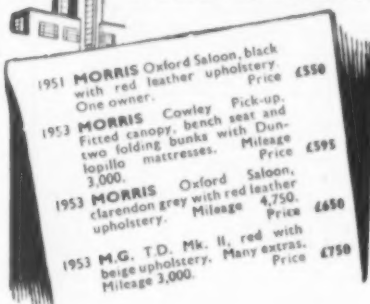 1951 MORRIS Oxford Saloon, black
with red leather upholstery.
One owner. Price £550
1953 MORRIS Cowley Pick-up.
Fitted canopy, bench seat and
two folding bunks with Dun-
lopillo mattresses. Mileage
3,000. Price £595
1953 MORRIS Oxford Saloon,
clarendon grey with red leather
upholstery. Mileage 4,750.
Price £650
1953 M.G. T.D. Mk. II, red with
beige upholstery. Many extras.
Mileage 3,000. Price £750